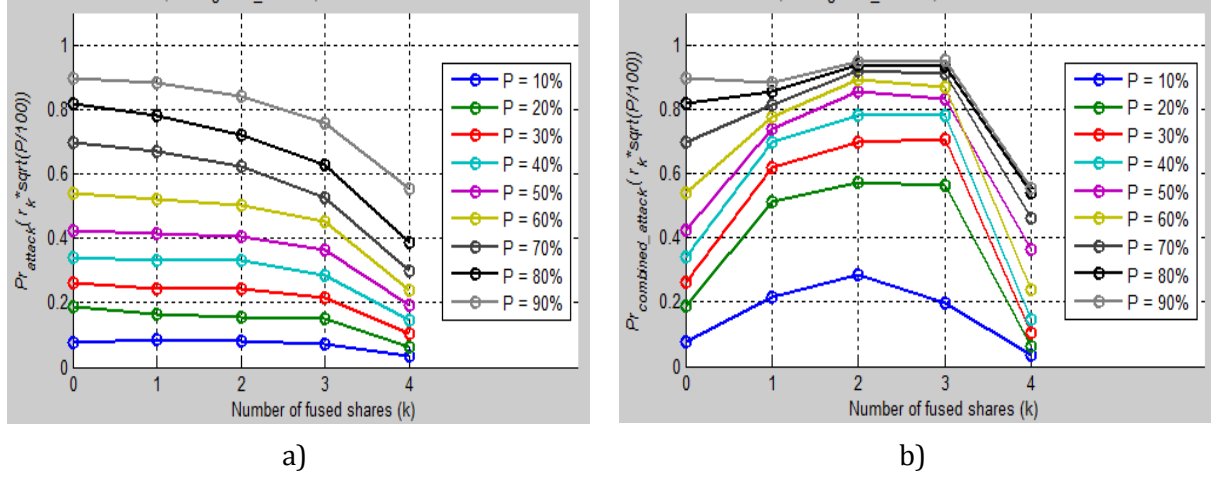 1
0.8
0.6
0.4
0.2
0
Pr_attack( r_k*sqrt(P/100))
0 1 2 3 4
Number of fused shares (k)
P = 10%
P = 20%
P = 30%
P = 40%
P = 50%
P = 60%
P = 70%
P = 80%
P = 90%
a)
1
0.8
0.6
0.4
0.2
0
Pr_combined_attack( r_k*sqrt(P/100))
0 1 2 3 4
Number of fused shares (k)
P = 10%
P = 20%
P = 30%
P = 40%
P = 50%
P = 60%
P = 70%
P = 80%
P = 90%
b)